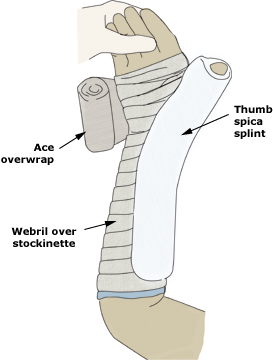 Thumb
spica
splint
Ace
overwrap
Webril over
stockinette